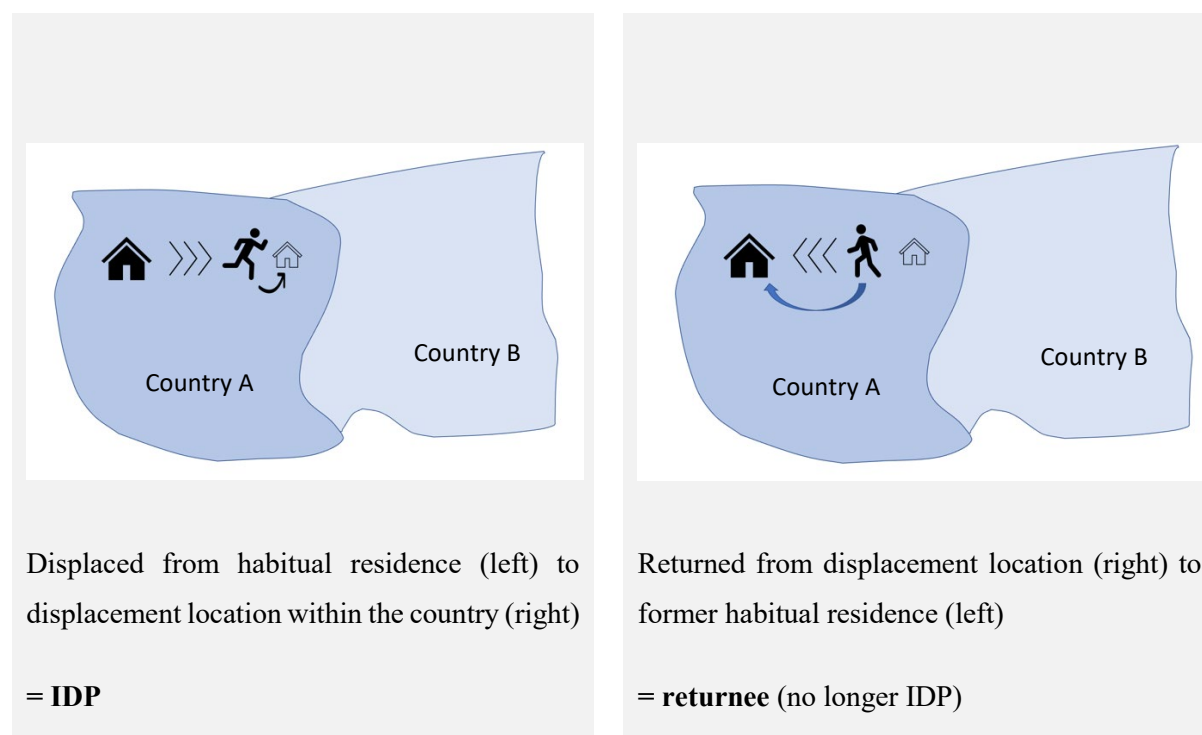 Country A
Country B
Displaced from habitual residence (left) to
displacement location within the country (right)
= IDP
Country A
Country B
Returned from displacement location (right) to
former habitual residence (left)
= returnee (no longer IDP)